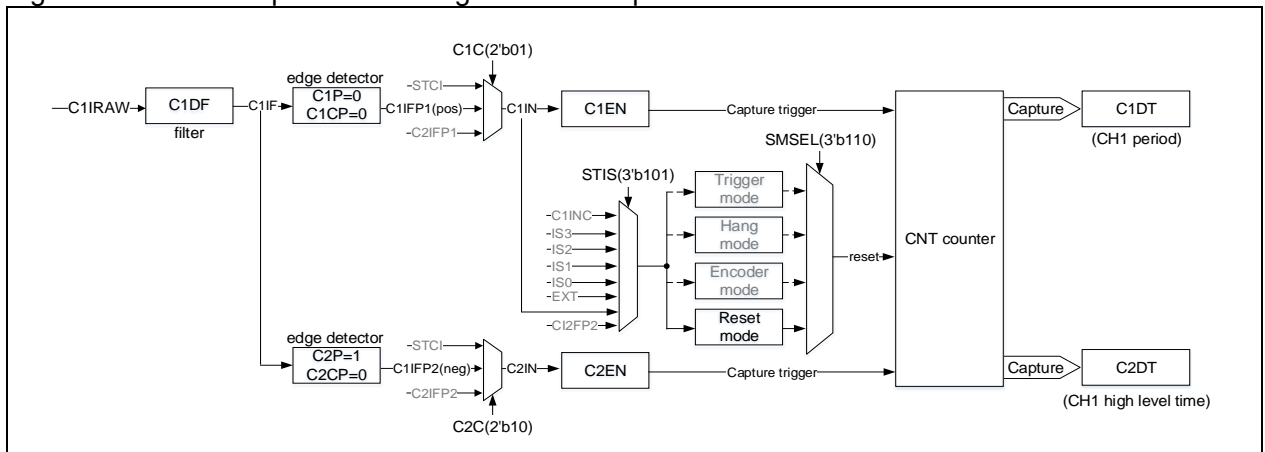 C1C(2'b01)
edge detector
STCI
C1IRAW
C1DF
C1IF
C1P=0
C1CP=0
C1IFP1(pos)
C1IN
C1EN
Capture trigger
Capture
C1DT
filter
C2IFP1
(CH1 period)
SMSEL(3'b110)
STIS(3'b101)
Trigger
mode
C1INC
IS3
Hang
mode
IS2
CNT counter
IS1
reset
IS0
Encoder
mode
EXT
Reset
mode
CI2FP2
edge detector
STCI
C2P=1
C2CP=0
C1IFP2(neg)
C2IN
C2EN
Capture trigger
Capture
C2DT
C2IFP2
(CH1 high level time)
C2C(2'b10)